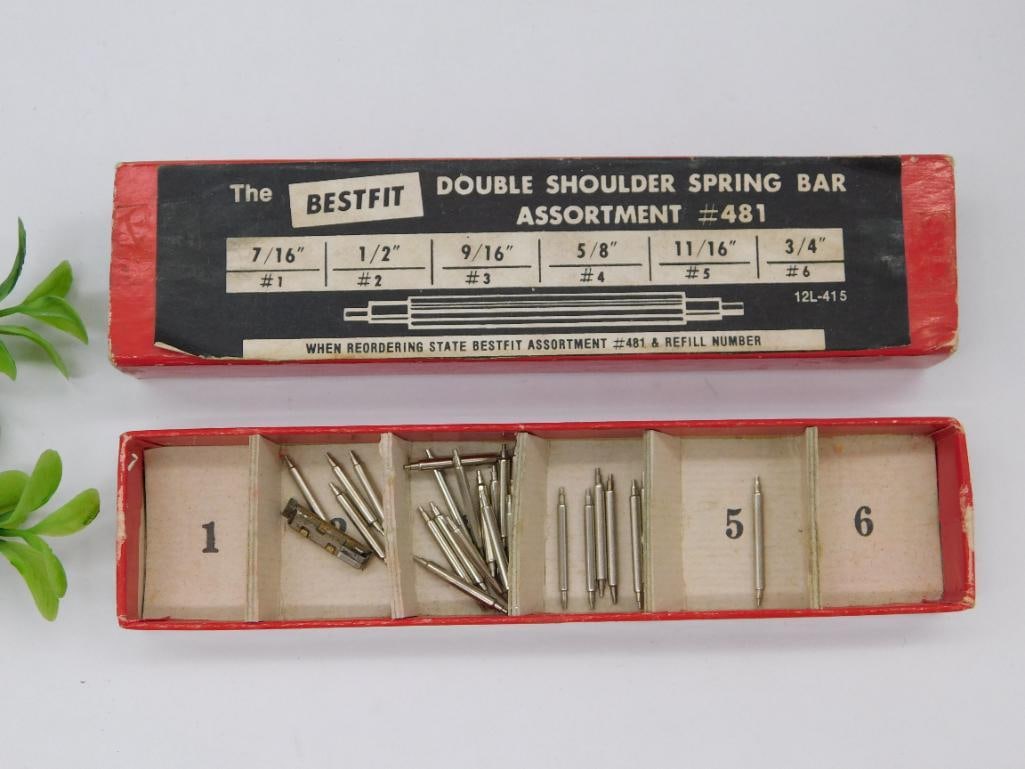 The BESTFIT DOUBLE SHOULDER SPRING BAR
ASSORTMENT #481
7/16" 1/2" 9/16" 5/8" 11/16" 3/4"
#1 #2 #3 #4 #5 #6
12L-415
WHEN REORDERING STATE BESTFIT ASSORTMENT #481 & REFILL NUMBER
1 5 6